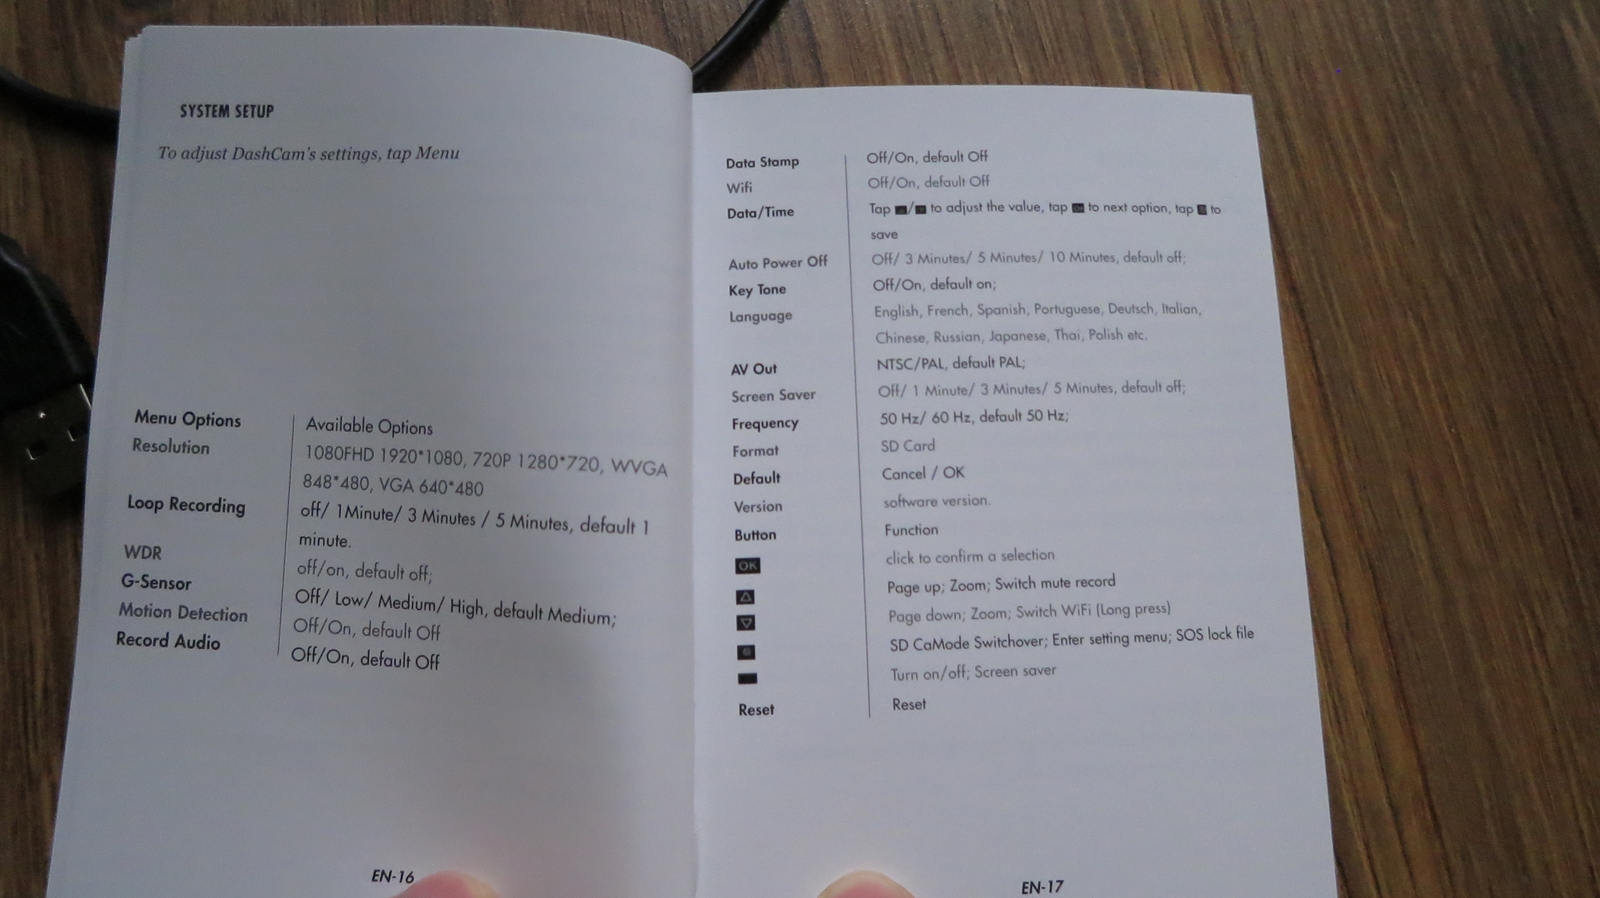 SYSTEM SETUP
To adjust DashCam's settings, tap Menu
Menu Options Available Options
Resolution 1080FHD 1920*1080, 720P 1280*720, WVGA
848*480, VGA 640*480
Loop Recording off/ 1Minute/ 3 Minutes / 5 Minutes, default 1
minute.
WDR off/on, default off;
G-Sensor Off/ Low/ Medium/ High, default Medium;
Motion Detection Off/On, default Off
Record Audio Off/On, default Off
EN-16
Data Stamp Off/On, default Off
Wifi Off/On, default Off
Data/Time Tap / to adjust the value, tap to next option, tap to
save
Auto Power Off Off/ 3 Minutes/ 5 Minutes/ 10 Minutes, default off;
Key Tone Off/On, default on;
Language English, French, Spanish, Portuguese, Deutsch, Italian,
Chinese, Russian, Japanese, Thai, Polish etc.
AV Out NTSC/PAL, default PAL;
Screen Saver Off/ 1 Minute/ 3 Minutes/ 5 Minutes, default off;
Frequency 50 Hz/ 60 Hz, default 50 Hz;
Format SD Card
Default Cancel / OK
Version software version.
Button Function
OK click to confirm a selection
Page up; Zoom; Switch mute record
Page down; Zoom; Switch WiFi (Long press)
SD CaMode Switchover; Enter setting menu; SOS lock file
Turn on/off; Screen saver
Reset Reset
EN-17